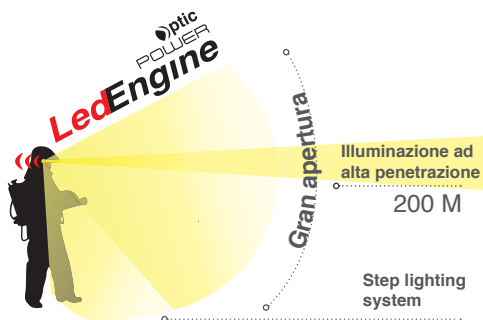 Optic
POWER
LedEngine
Gran apertura
Illuminazione ad
alta penetrazione
200 M
Step lighting
system